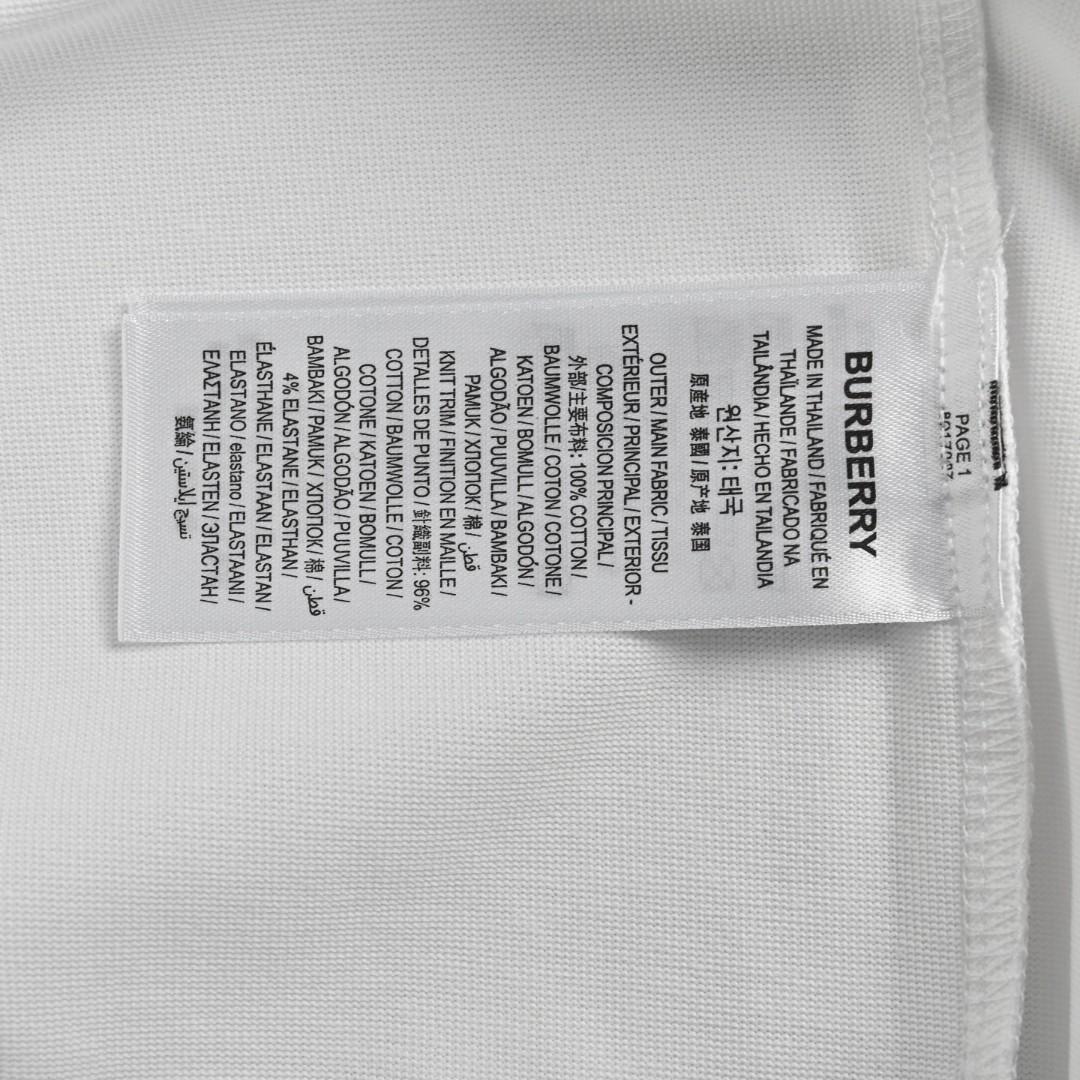 PAGE 1
BURBERRY
MADE IN THAILAND / FABRIQUÉ EN
THAÏLANDE / FABRICADO NA
TAILÂNDIA / HECHO EN TAILANDIA
원산지: 태국
原產地 泰國 / 原产地 泰国
OUTER / MAIN FABRIC / TISSU
EXTÉRIEUR / PRINCIPAL / EXTERIOR -
COMPOSICION PRINCIPAL /
外部主要布料: 100% COTTON /
BAUMWOLLE / COTON / COTONE /
KATOEN / BOMULL / ALGODÓN /
ALGODÃO / PUUVILLA / BAMBAKI /
PAMUK / ХЛОПОК / 棉 / قطن
KNIT TRIM / FINITION EN MAILLE /
DETALLES DE PUNTO / 針織副料: 96%
COTTON / BAUMWOLLE / COTON /
COTONE / KATOEN / BOMULL /
ALGODÓN / ALGODÃO / PUUVILLA /
BAMBAKI / PAMUK / ХЛОПОК / 棉 / قطن
4% ELASTANE / ELASTHAN /
ÉLASTHANE / ELASTAAN / ELASTAN /
ELASTANO / elastano / ELASTAANI /
ΕΛΑΣΤΑΝΗ / ELASTEN / ЭЛАСТАН /
氨綸 / نسيج إيلاستين